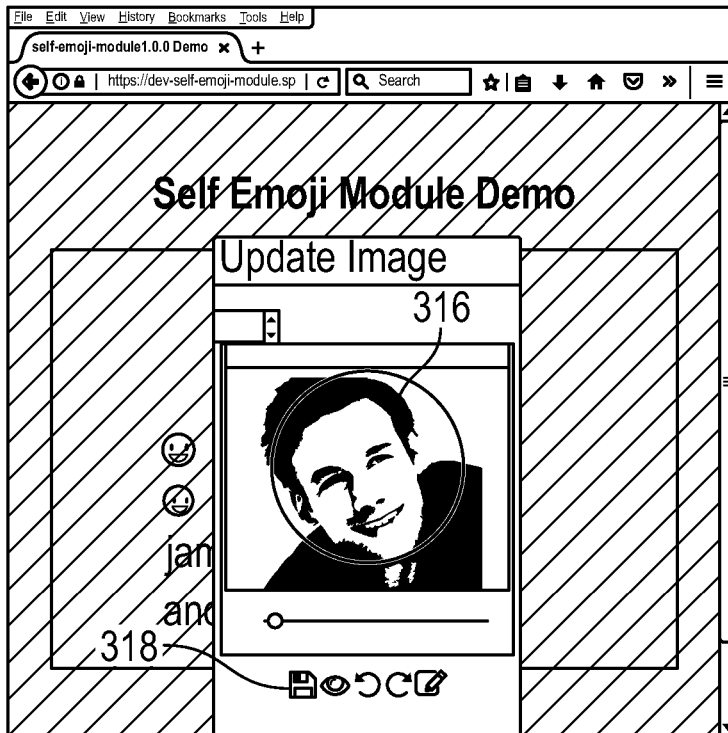 File Edit View History Bookmarks Tools Help
self-emoji-module1.0.0 Demo
https://dev-self-emoji-module.sp
Search
Self Emoji Module Demo
Update Image
316
jam
and
318